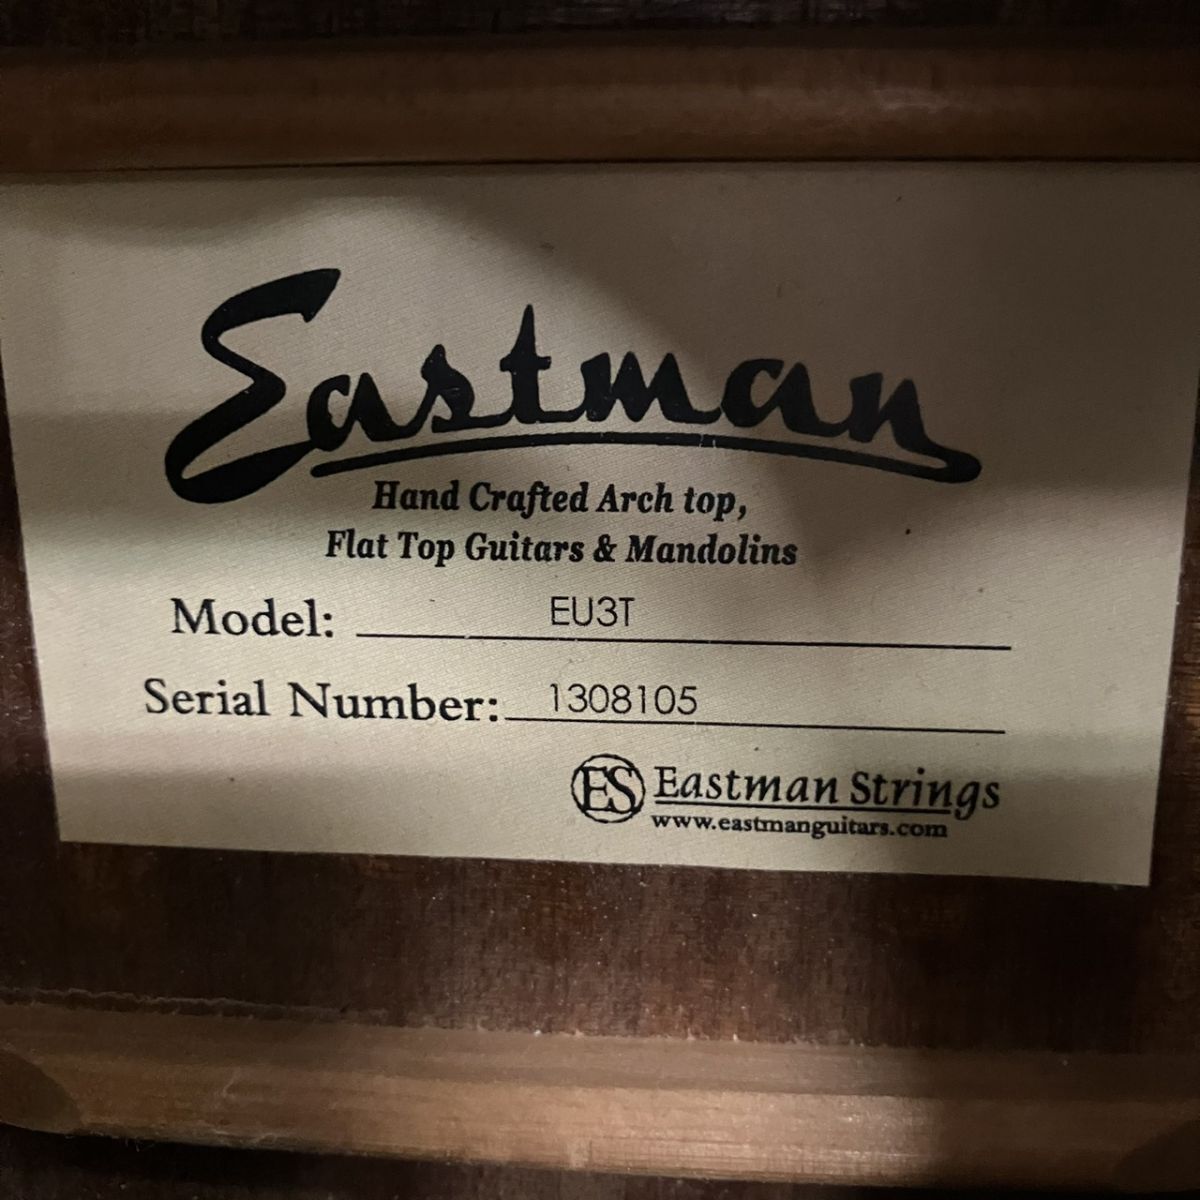 Eastman
Hand Crafted Arch top,
Flat Top Guitars & Mandolins
Model: EU3T
Serial Number: 1308105
ES Eastman Strings
www.eastmanguitars.com